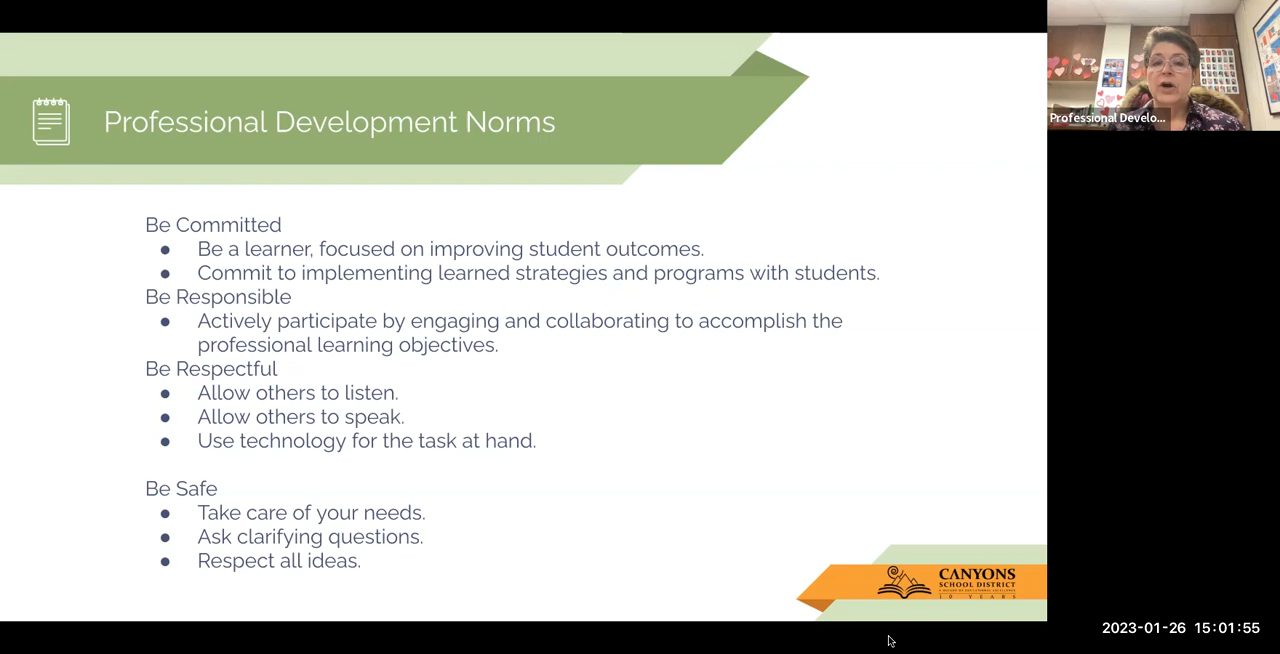 Professional Development Norms
Professional Develo...
Be Committed
● Be a learner, focused on improving student outcomes.
● Commit to implementing learned strategies and programs with students.
Be Responsible
● Actively participate by engaging and collaborating to accomplish the
professional learning objectives.
Be Respectful
● Allow others to listen.
● Allow others to speak.
● Use technology for the task at hand.
Be Safe
● Take care of your needs.
● Ask clarifying questions.
● Respect all ideas.
CANYONS
SCHOOL DISTRICT
10 YEARS
2023-01-26 15:01:55